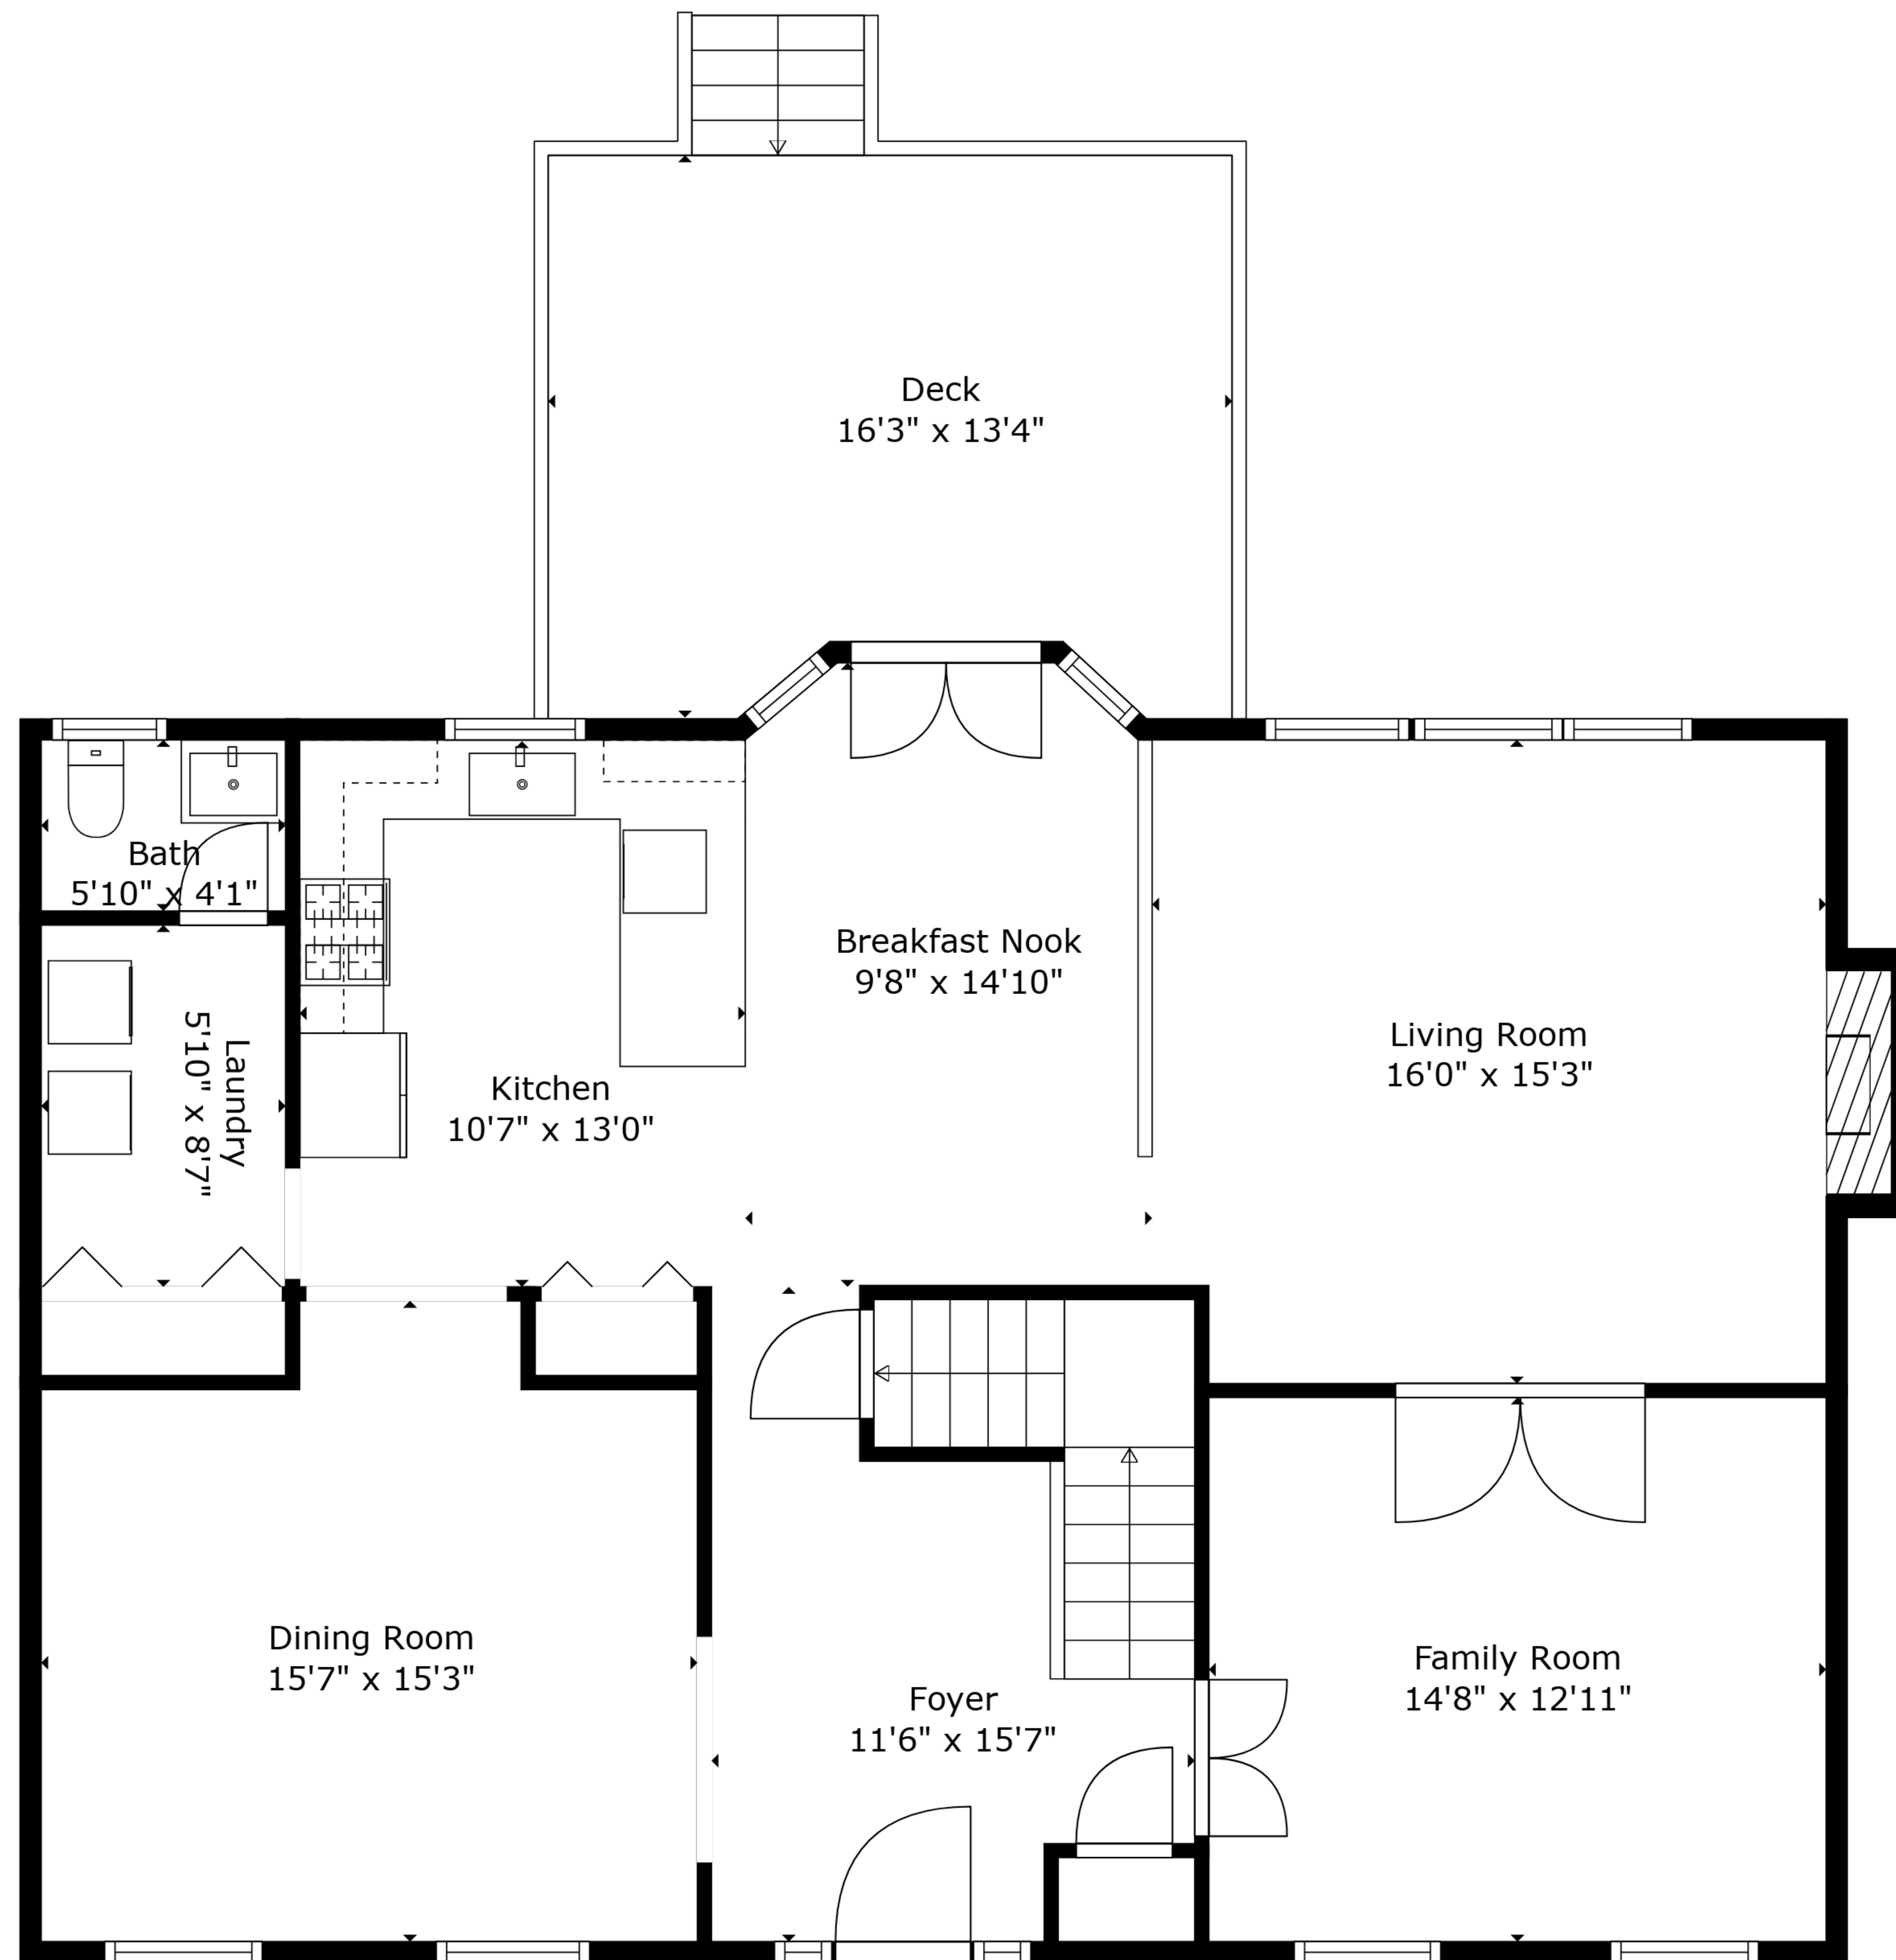 Deck
16'3" x 13'4"
Bath
5'10" x 4'1"
Breakfast Nook
9'8" x 14'10"
Laundry
5'10" x 8'7"
Kitchen
10'7" x 13'0"
Living Room
16'0" x 15'3"
Dining Room
15'7" x 15'3"
Foyer
11'6" x 15'7"
Family Room
14'8" x 12'11"